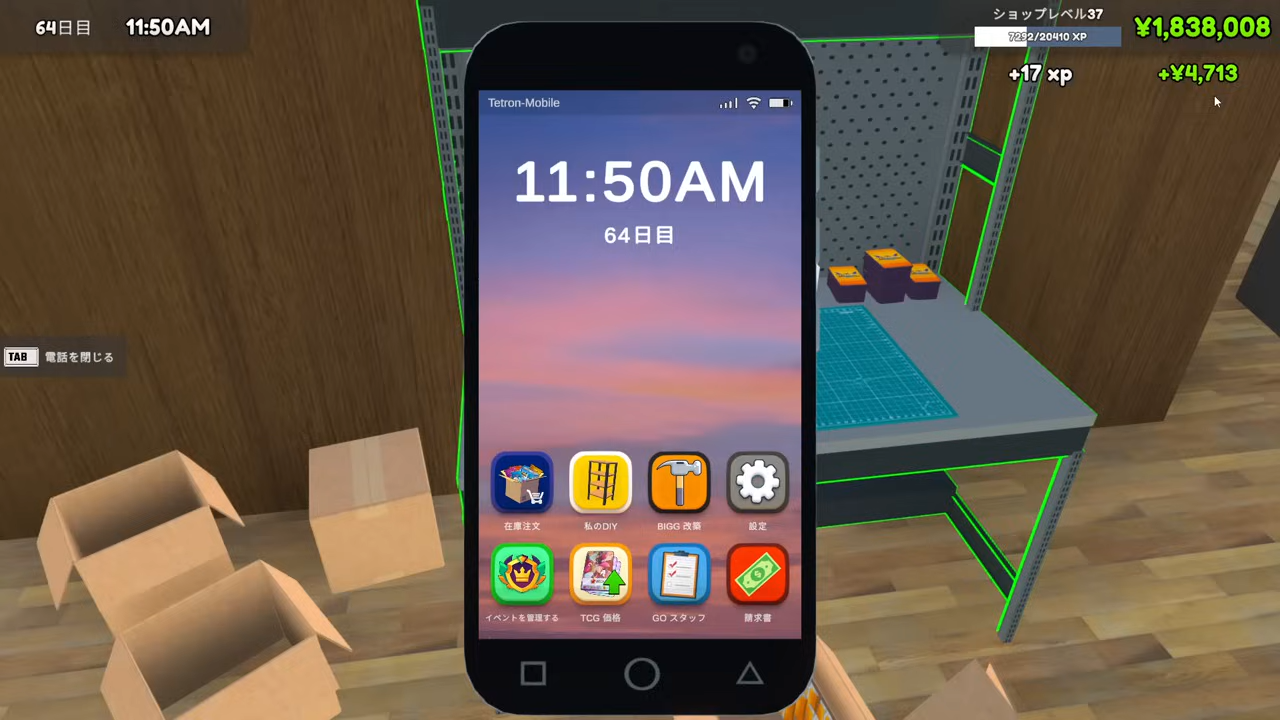 64日目 11:50AM
ショップレベル37
7292/20410 XP
¥1,838,008
+17 xp
+¥4,713
Tetron-Mobile
11:50AM
64日目
TAB 電話を閉じる
在庫注文 私のDIY BIGG 改築 設定
イベントを管理する TCG 価格 GO スタッフ 請求書